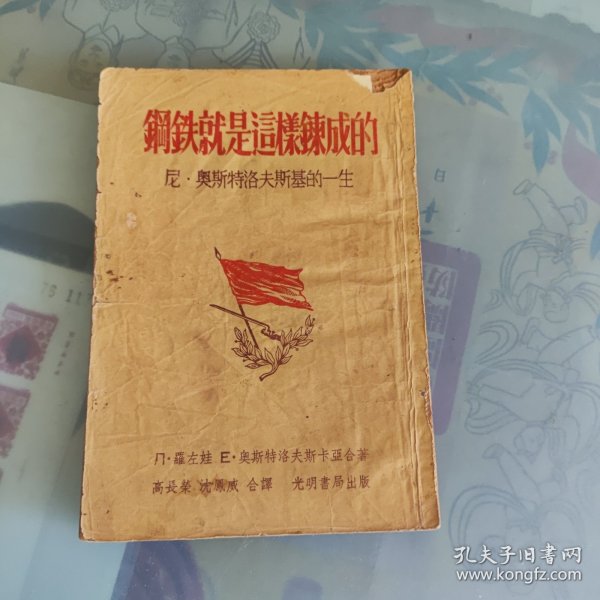 鋼鉄就是這樣鍊成的
尼·奧斯特洛夫斯基的一生
Л·羅左娃 Е·奧斯特洛夫斯卡亞合著
高長榮 沈鳳威 合譯 光明書局出版
孔夫子旧书网
www.kongfz.com